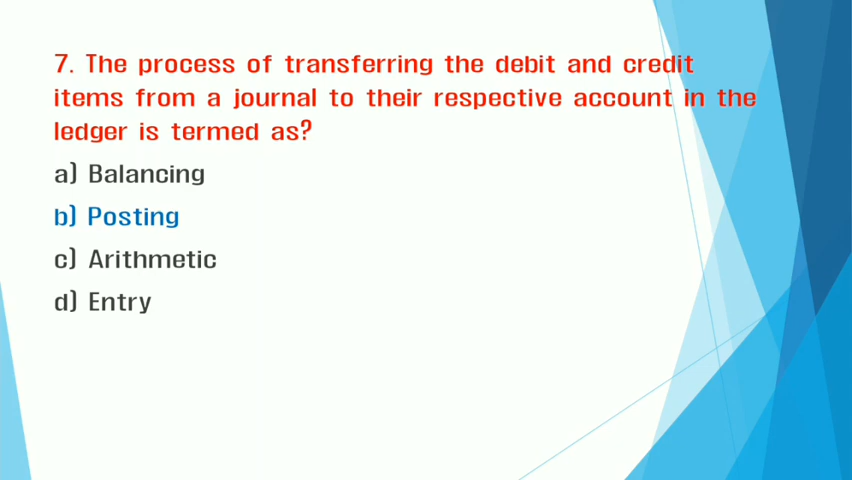 7. The process of transferring the debit and credit
items from a journal to their respective account in the
ledger is termed as?
a) Balancing
b) Posting
c) Arithmetic
d) Entry